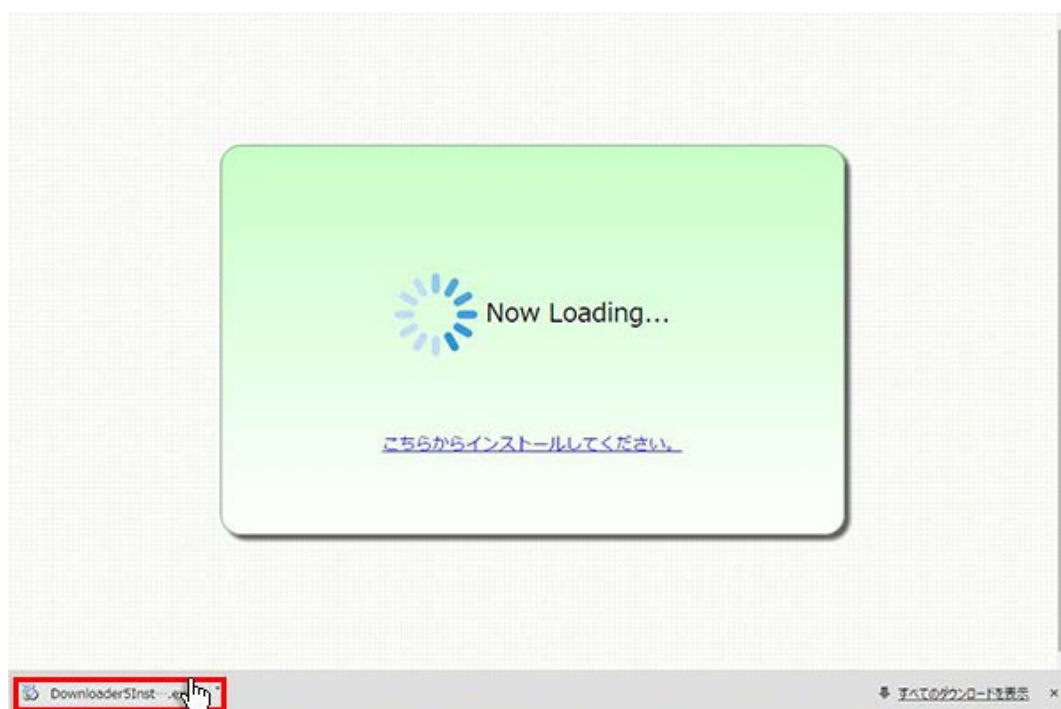 Now Loading...
こちらからインストールしてください。
Downloader5Inst….e
すべてのダウンロードを表示 ×